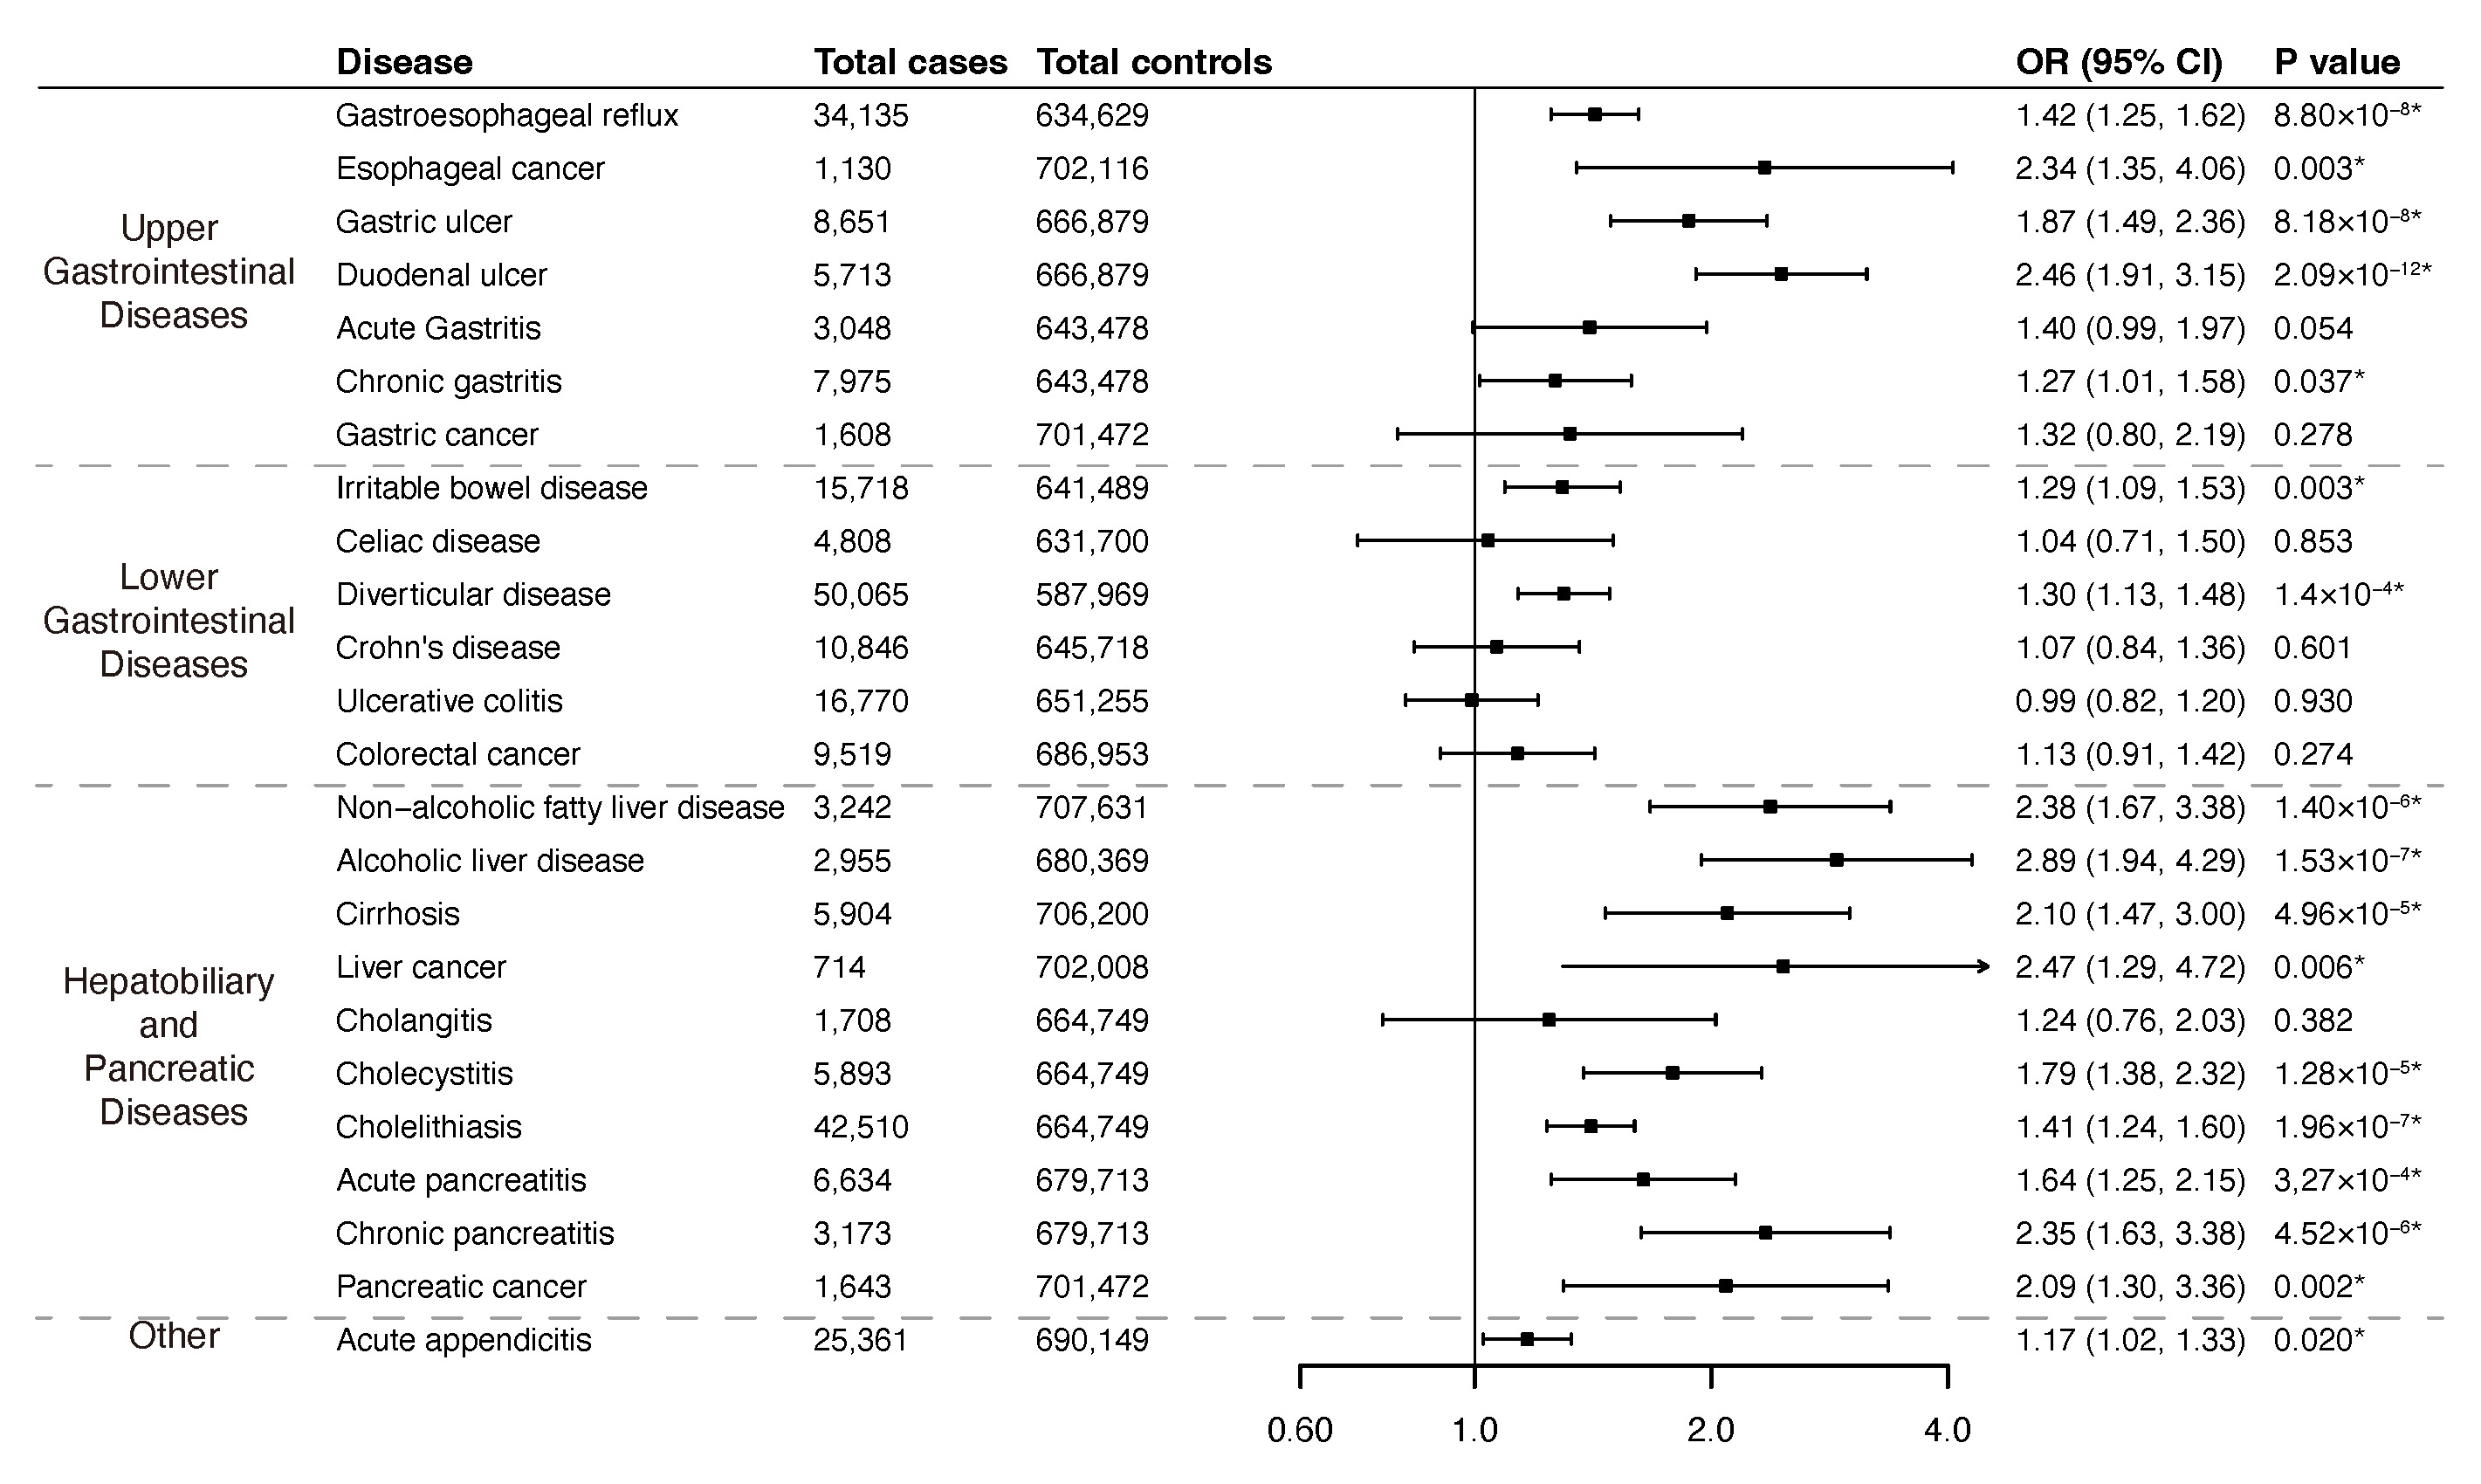 Disease Total cases Total controls OR (95% CI) P value
Upper
Gastrointestinal
Diseases
Gastroesophageal reflux 34,135 634,629 1.42 (1.25, 1.62) 8.80×10⁻⁸*
Esophageal cancer 1,130 702,116 2.34 (1.35, 4.06) 0.003*
Gastric ulcer 8,651 666,879 1.87 (1.49, 2.36) 8.18×10⁻⁸*
Duodenal ulcer 5,713 666,879 2.46 (1.91, 3.15) 2.09×10⁻¹²*
Acute Gastritis 3,048 643,478 1.40 (0.99, 1.97) 0.054
Chronic gastritis 7,975 643,478 1.27 (1.01, 1.58) 0.037*
Gastric cancer 1,608 701,472 1.32 (0.80, 2.19) 0.278
Lower
Gastrointestinal
Diseases
Irritable bowel disease 15,718 641,489 1.29 (1.09, 1.53) 0.003*
Celiac disease 4,808 631,700 1.04 (0.71, 1.50) 0.853
Diverticular disease 50,065 587,969 1.30 (1.13, 1.48) 1.4×10⁻⁴*
Crohn's disease 10,846 645,718 1.07 (0.84, 1.36) 0.601
Ulcerative colitis 16,770 651,255 0.99 (0.82, 1.20) 0.930
Colorectal cancer 9,519 686,953 1.13 (0.91, 1.42) 0.274
Hepatobiliary
and
Pancreatic
Diseases
Non−alcoholic fatty liver disease 3,242 707,631 2.38 (1.67, 3.38) 1.40×10⁻⁶*
Alcoholic liver disease 2,955 680,369 2.89 (1.94, 4.29) 1.53×10⁻⁷*
Cirrhosis 5,904 706,200 2.10 (1.47, 3.00) 4.96×10⁻⁵*
Liver cancer 714 702,008 2.47 (1.29, 4.72) 0.006*
Cholangitis 1,708 664,749 1.24 (0.76, 2.03) 0.382
Cholecystitis 5,893 664,749 1.79 (1.38, 2.32) 1.28×10⁻⁵*
Cholelithiasis 42,510 664,749 1.41 (1.24, 1.60) 1.96×10⁻⁷*
Acute pancreatitis 6,634 679,713 1.64 (1.25, 2.15) 3,27×10⁻⁴*
Chronic pancreatitis 3,173 679,713 2.35 (1.63, 3.38) 4.52×10⁻⁶*
Pancreatic cancer 1,643 701,472 2.09 (1.30, 3.36) 0.002*
Other
Acute appendicitis 25,361 690,149 1.17 (1.02, 1.33) 0.020*
0.60 1.0 2.0 4.0